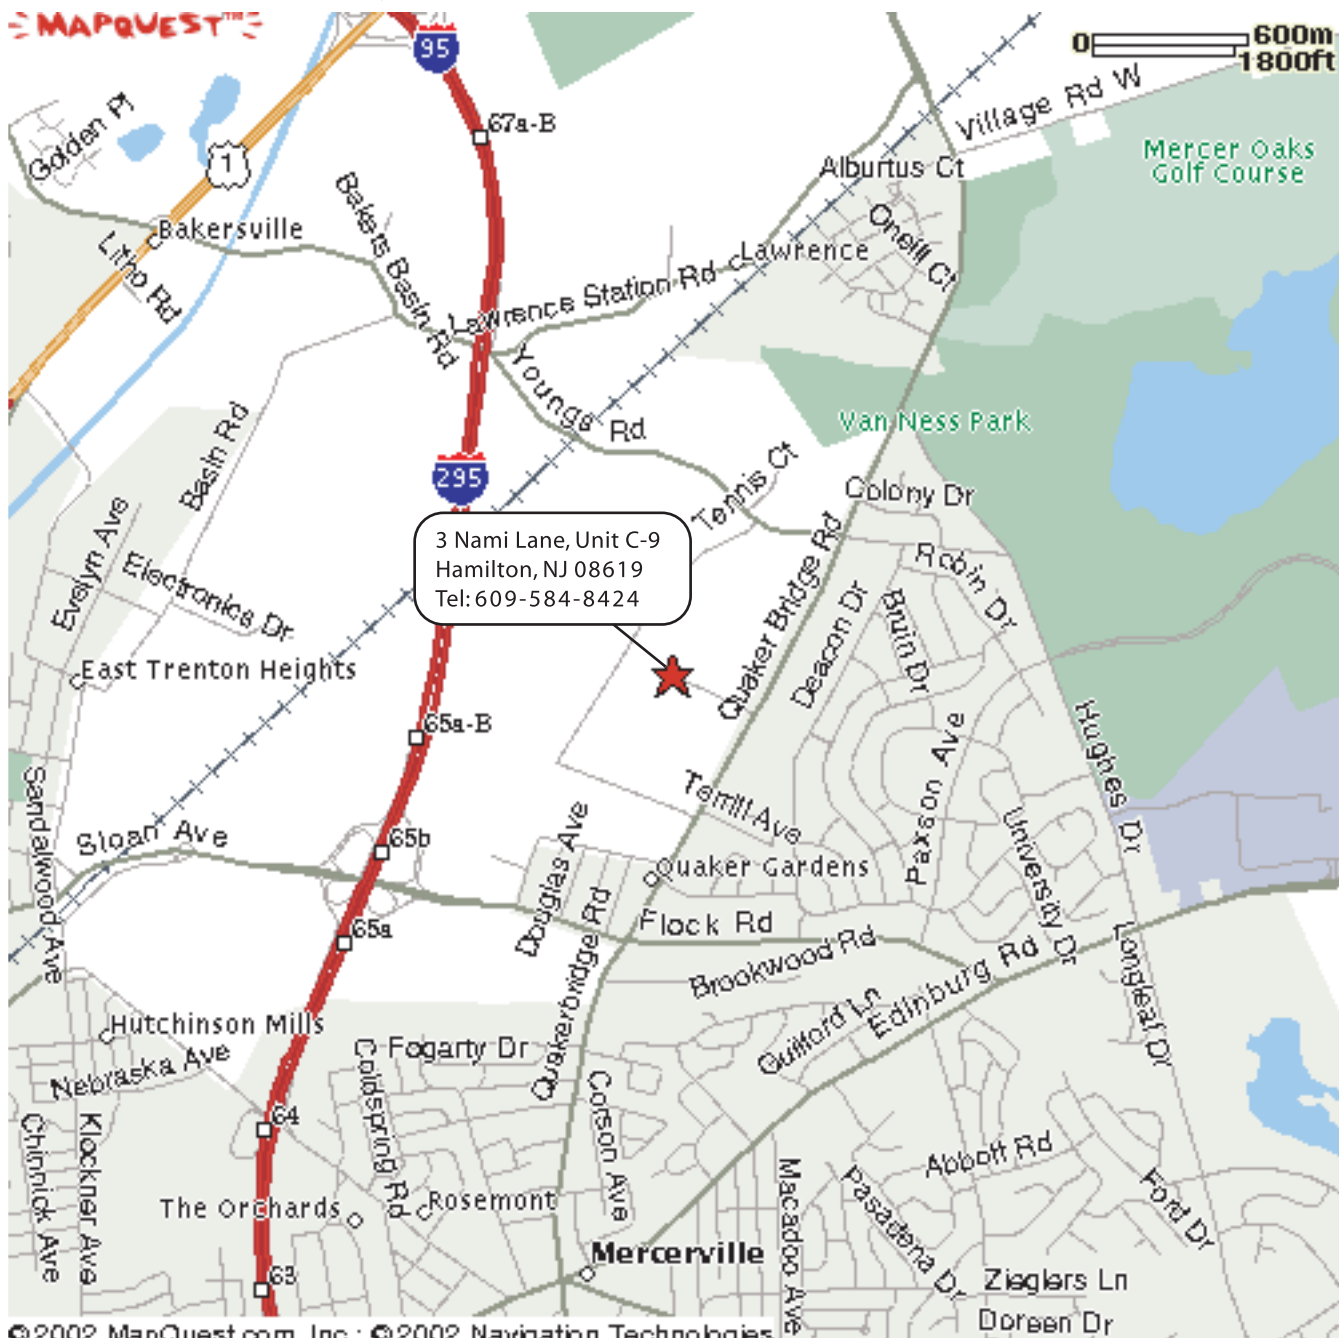 MAPQUEST™
95
0
600m
1800ft
67a-B
Village Rd W
Golden Pl
1
Mercer Oaks
Golf Course
Alburtus Ct
Bakersville
Bakers Basin Rd
Oneill Ct
Litho Rd
Lawrence
Lawrence Station Rd
Youngs Rd
Basin Rd
Van Ness Park
295
Tennis Ct
Colony Dr
Evelyn Ave
3 Nami Lane, Unit C-9
Hamilton, NJ 08619
Tel: 609-584-8424
Electronics Dr
Robin Dr
Quaker Bridge Rd
Deacon Dr
Bruin Dr
East Trenton Heights
65a-B
Hughes Dr
Paxson Ave
Sandalwood Ave
Terrill Ave
Sloan Ave
65b
Douglas Ave
University Dr
Quaker Gardens
65a
Flock Rd
Quakerbridge Rd
Brookwood Rd
Edinburg Rd
Longleaf Dr
Guilford Ln
Hutchinson Mills
Nebraska Ave
Coldspring Rd
Fogarty Dr
Corson Ave
64
Chinnick Ave
Klockner Ave
Abbott Rd
Macadoo Ave
Pasadena Dr
Ford Dr
The Orchards
Rosemont
Mercerville
63
Zieglers Ln
Doreen Dr
©2002 MapQuest.com, Inc.; ©2002 Navigation Technologies